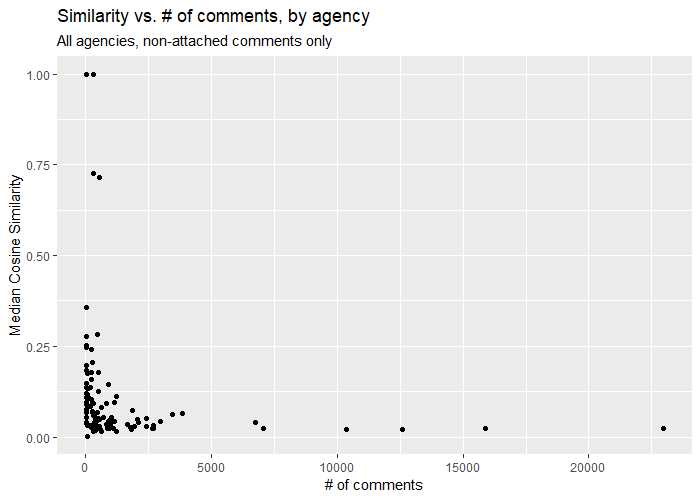 Similarity vs. # of comments, by agency
All agencies, non-attached comments only
Median Cosine Similarity
1.00
0.75
0.50
0.25
0.00
0
5000
10000
15000
20000
# of comments